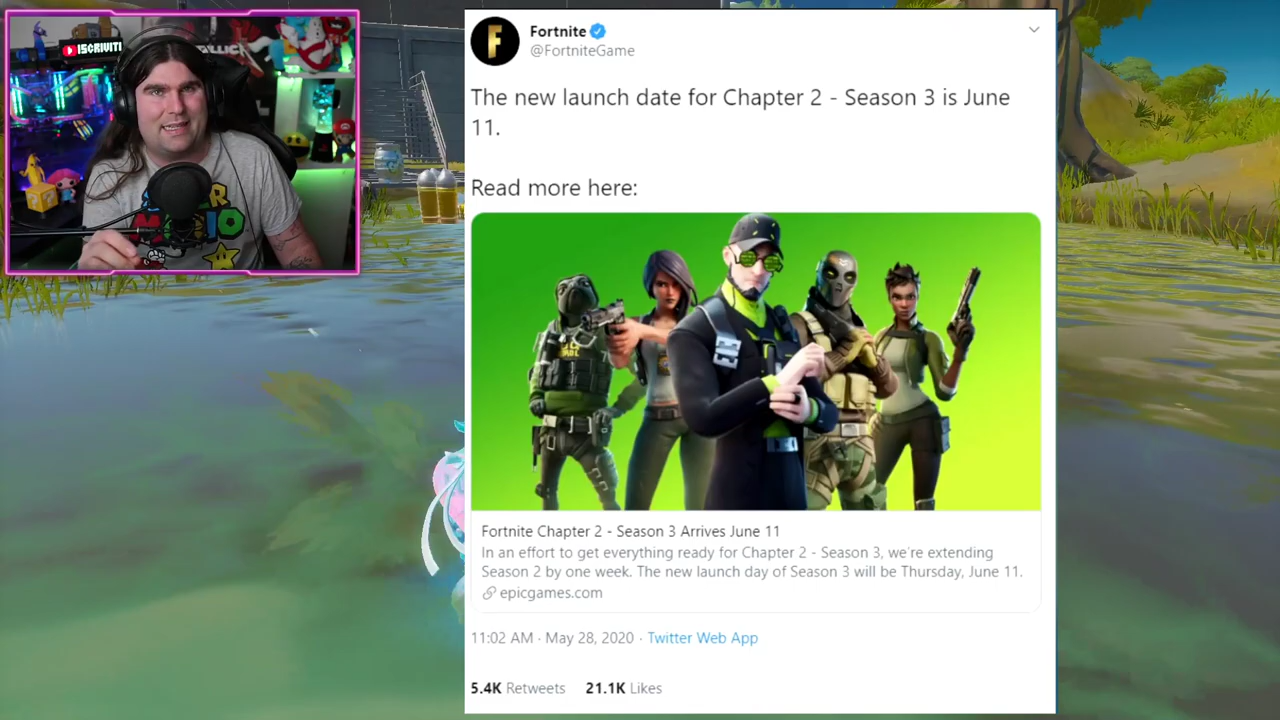 ISCRIVITI
Fortnite
@FortniteGame
The new launch date for Chapter 2 - Season 3 is June
11.
Read more here:
Fortnite Chapter 2 - Season 3 Arrives June 11
In an effort to get everything ready for Chapter 2 - Season 3, we're extending
Season 2 by one week. The new launch day of Season 3 will be Thursday, June 11.
epicgames.com
11:02 AM · May 28, 2020 · Twitter Web App
5.4K Retweets 21.1K Likes